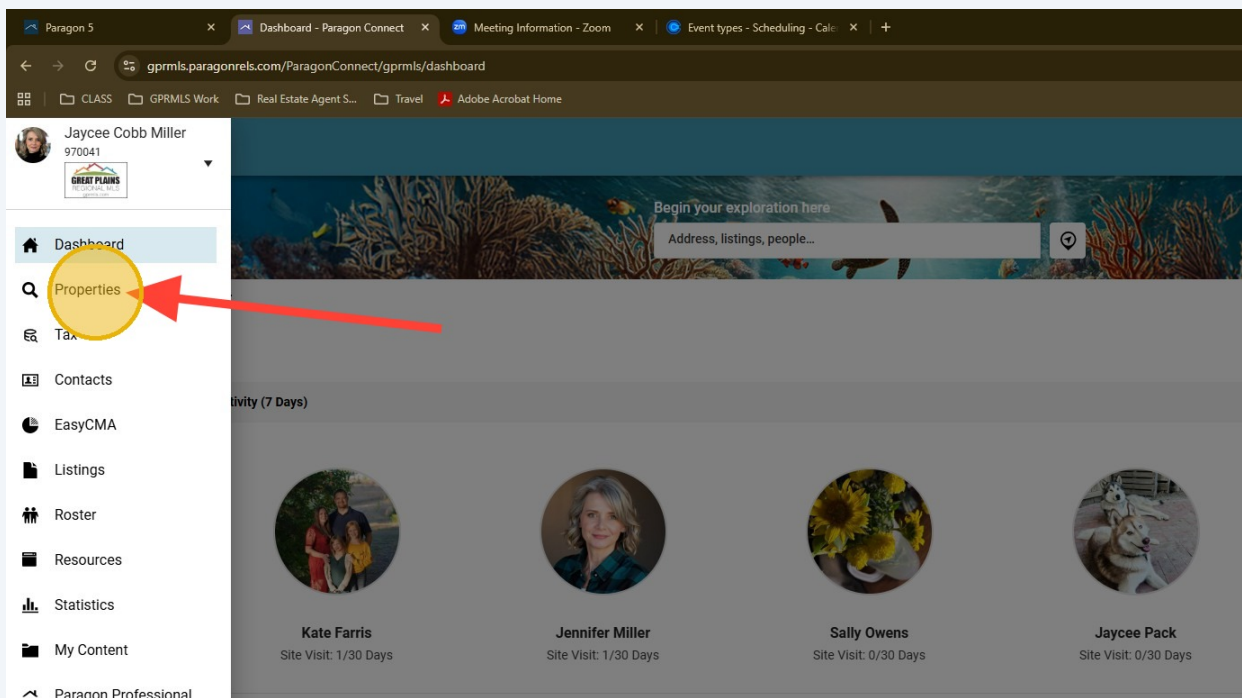 Paragon 5
Dashboard - Paragon Connect
zm Meeting Information - Zoom
Event types - Scheduling - Cale
gprmls.paragonrels.com/ParagonConnect/gprmls/dashboard
CLASS GPRMLS Work Real Estate Agent S... Travel Adobe Acrobat Home
Jaycee Cobb Miller
970041
GREAT PLAINS
REGIONAL MLS
Begin your exploration here
Address, listings, people...
Dashboard
Properties
Tax
Contacts
tivity (7 Days)
EasyCMA
Listings
Roster
Resources
Statistics
My Content
Paragon Professional
Kate Farris
Site Visit: 1/30 Days
Jennifer Miller
Site Visit: 1/30 Days
Sally Owens
Site Visit: 0/30 Days
Jaycee Pack
Site Visit: 0/30 Days